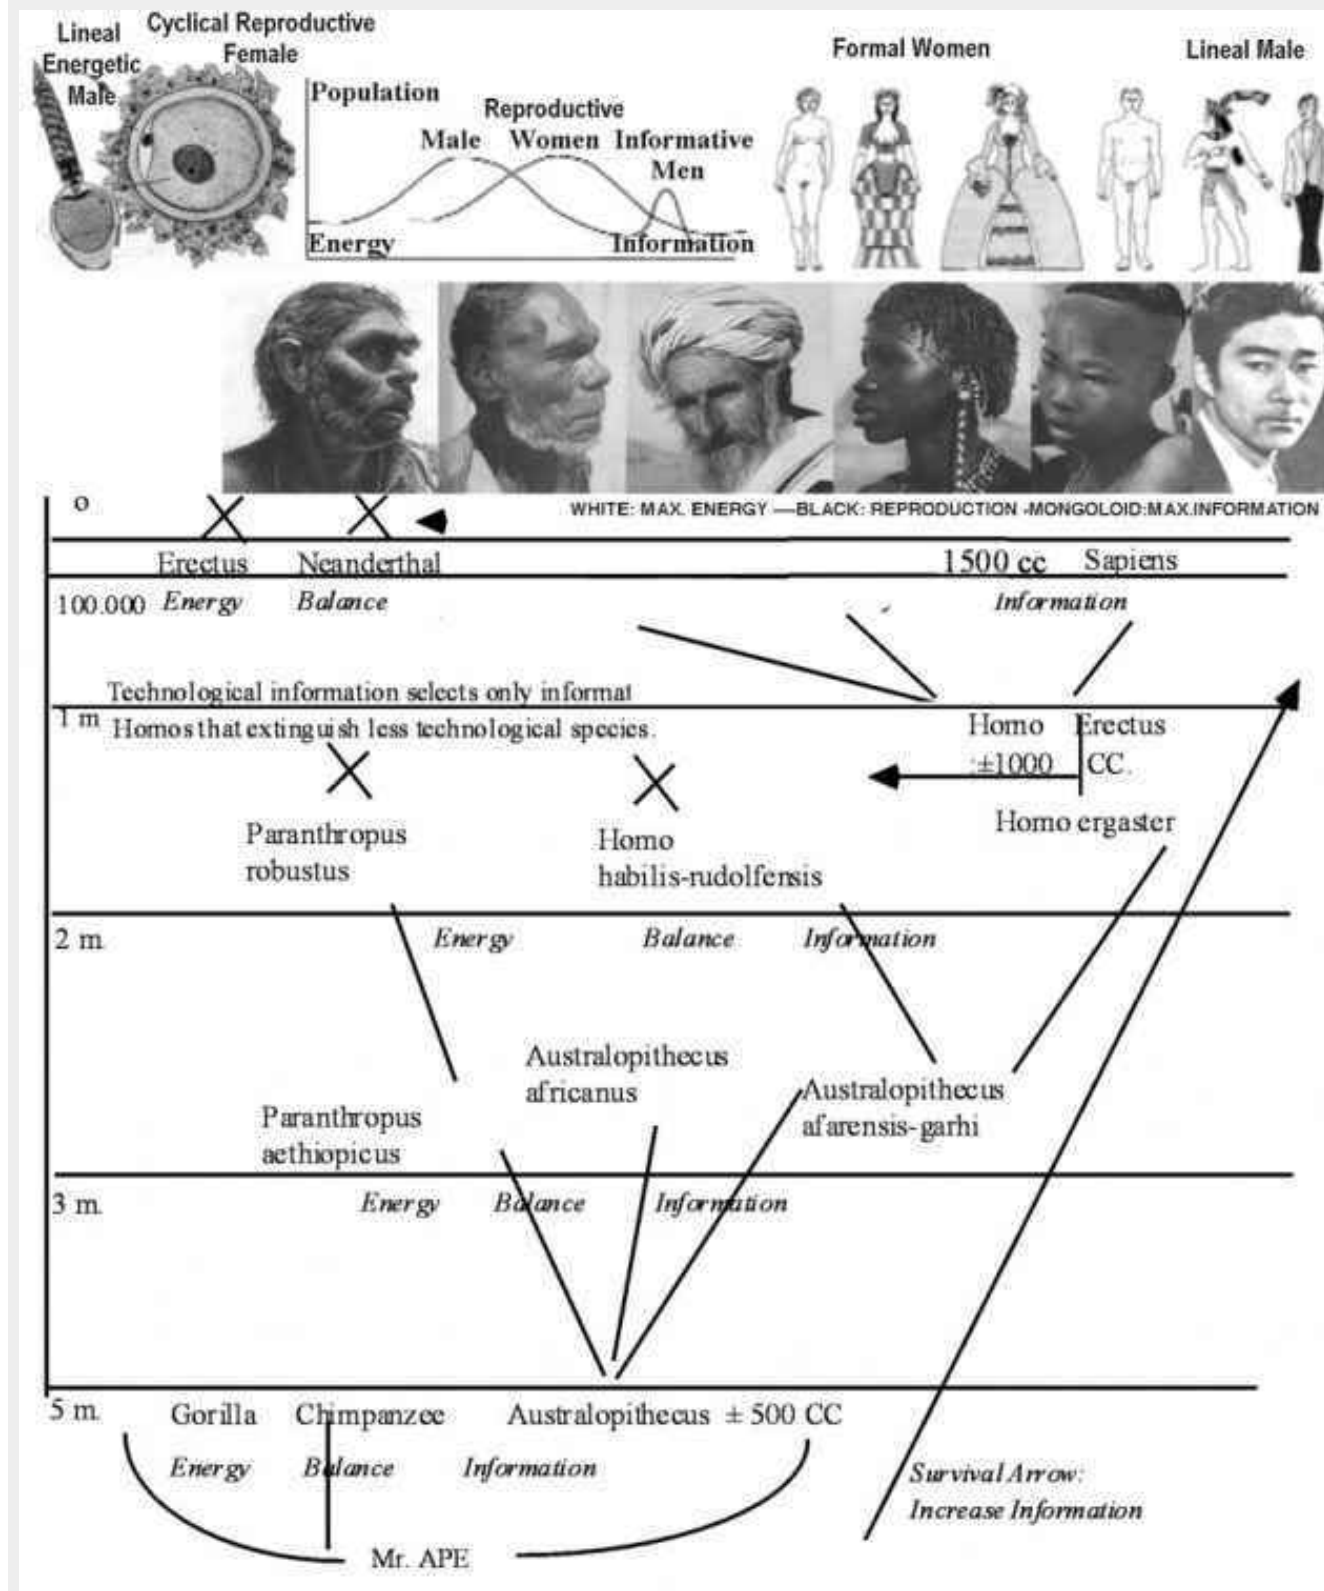 Lineal
Energetic
Male
Cyclical Reproductive
Female
Population
Reproductive
Male Women Informative
Men
Energy
Information
Formal Women
Lineal Male
WHITE: MAX. ENERGY —BLACK: REPRODUCTION -MONGOLOID:MAX.INFORMATION
o
Erectus Neanderthal 1500 cc Sapiens
100.000 Energy Balance Information
Technological information selects only informat
1 m Homos that extinguish less technological species.
Homo Erectus
:±1000 CC.
Homo ergaster
Paranthropus
robustus
Homo
habilis-rudolfensis
2 m Energy Balance Information
Australopithecus
africanus
Australopithecus
afarensis-garhi
Paranthropus
aethiopicus
3 m. Energy Balance Information
5 m. Gorilla Chimpanzee Australopithecus ± 500 CC
Energy Balance Information
Survival Arrow:
Increase Information
Mr. APE